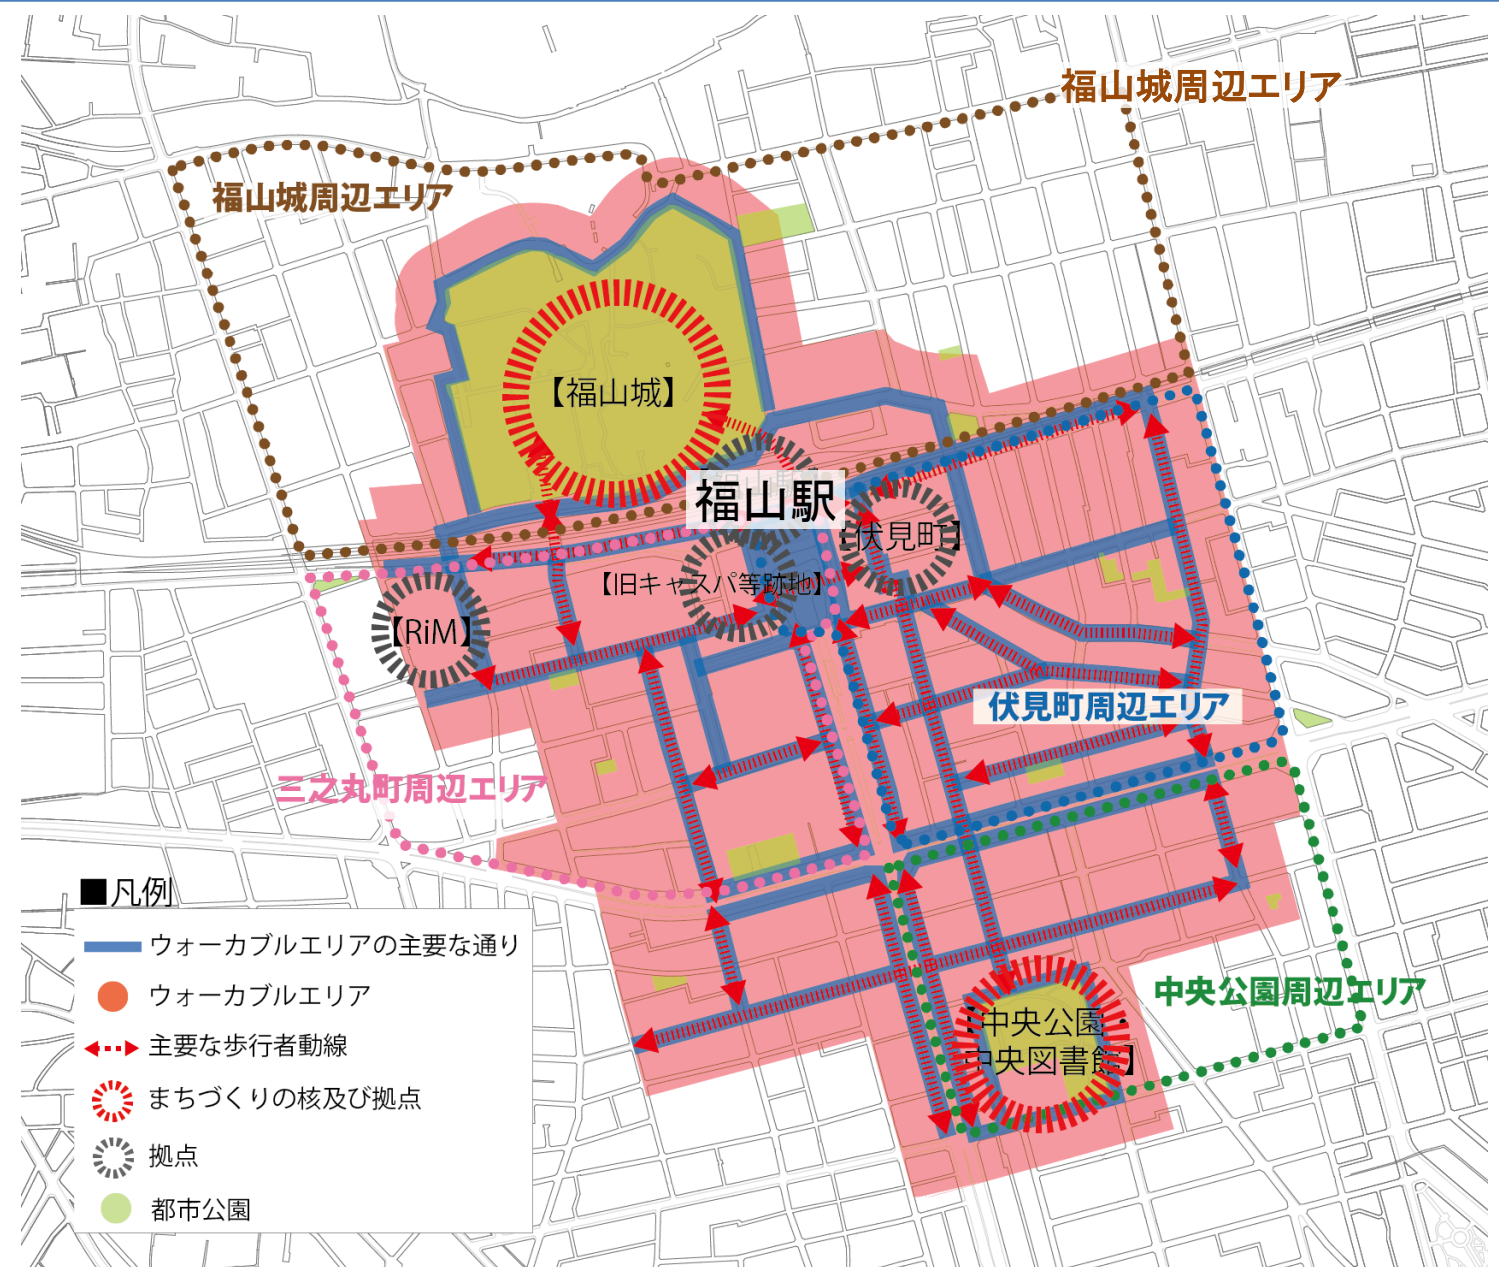 福山城周辺エリア
福山城周辺エリア
【福山城】
福山駅
【伏見町】
【旧キャスパ等跡地】
【RiM】
伏見町周辺エリア
三之丸町周辺エリア
■凡例
ウォーカブルエリアの主要な通り
ウォーカブルエリア
主要な歩行者動線
まちづくりの核及び拠点
拠点
都市公園
中央公園周辺エリア
【中央公園・
中央図書館】